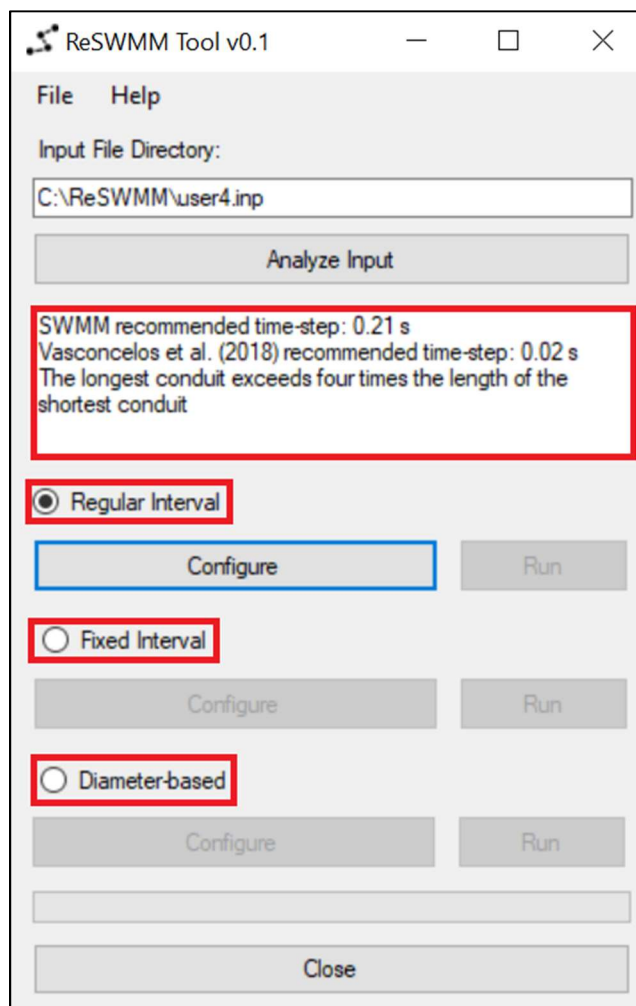 ReSWMM Tool v0.1
File Help
Input File Directory:
C:\ReSWMM\user4.inp
Analyze Input
SWMM recommended time-step: 0.21 s
Vasconcelos et al. (2018) recommended time-step: 0.02 s
The longest conduit exceeds four times the length of the
shortest conduit
Regular Interval
Configure Run
Fixed Interval
Configure Run
Diameter-based
Configure Run
Close